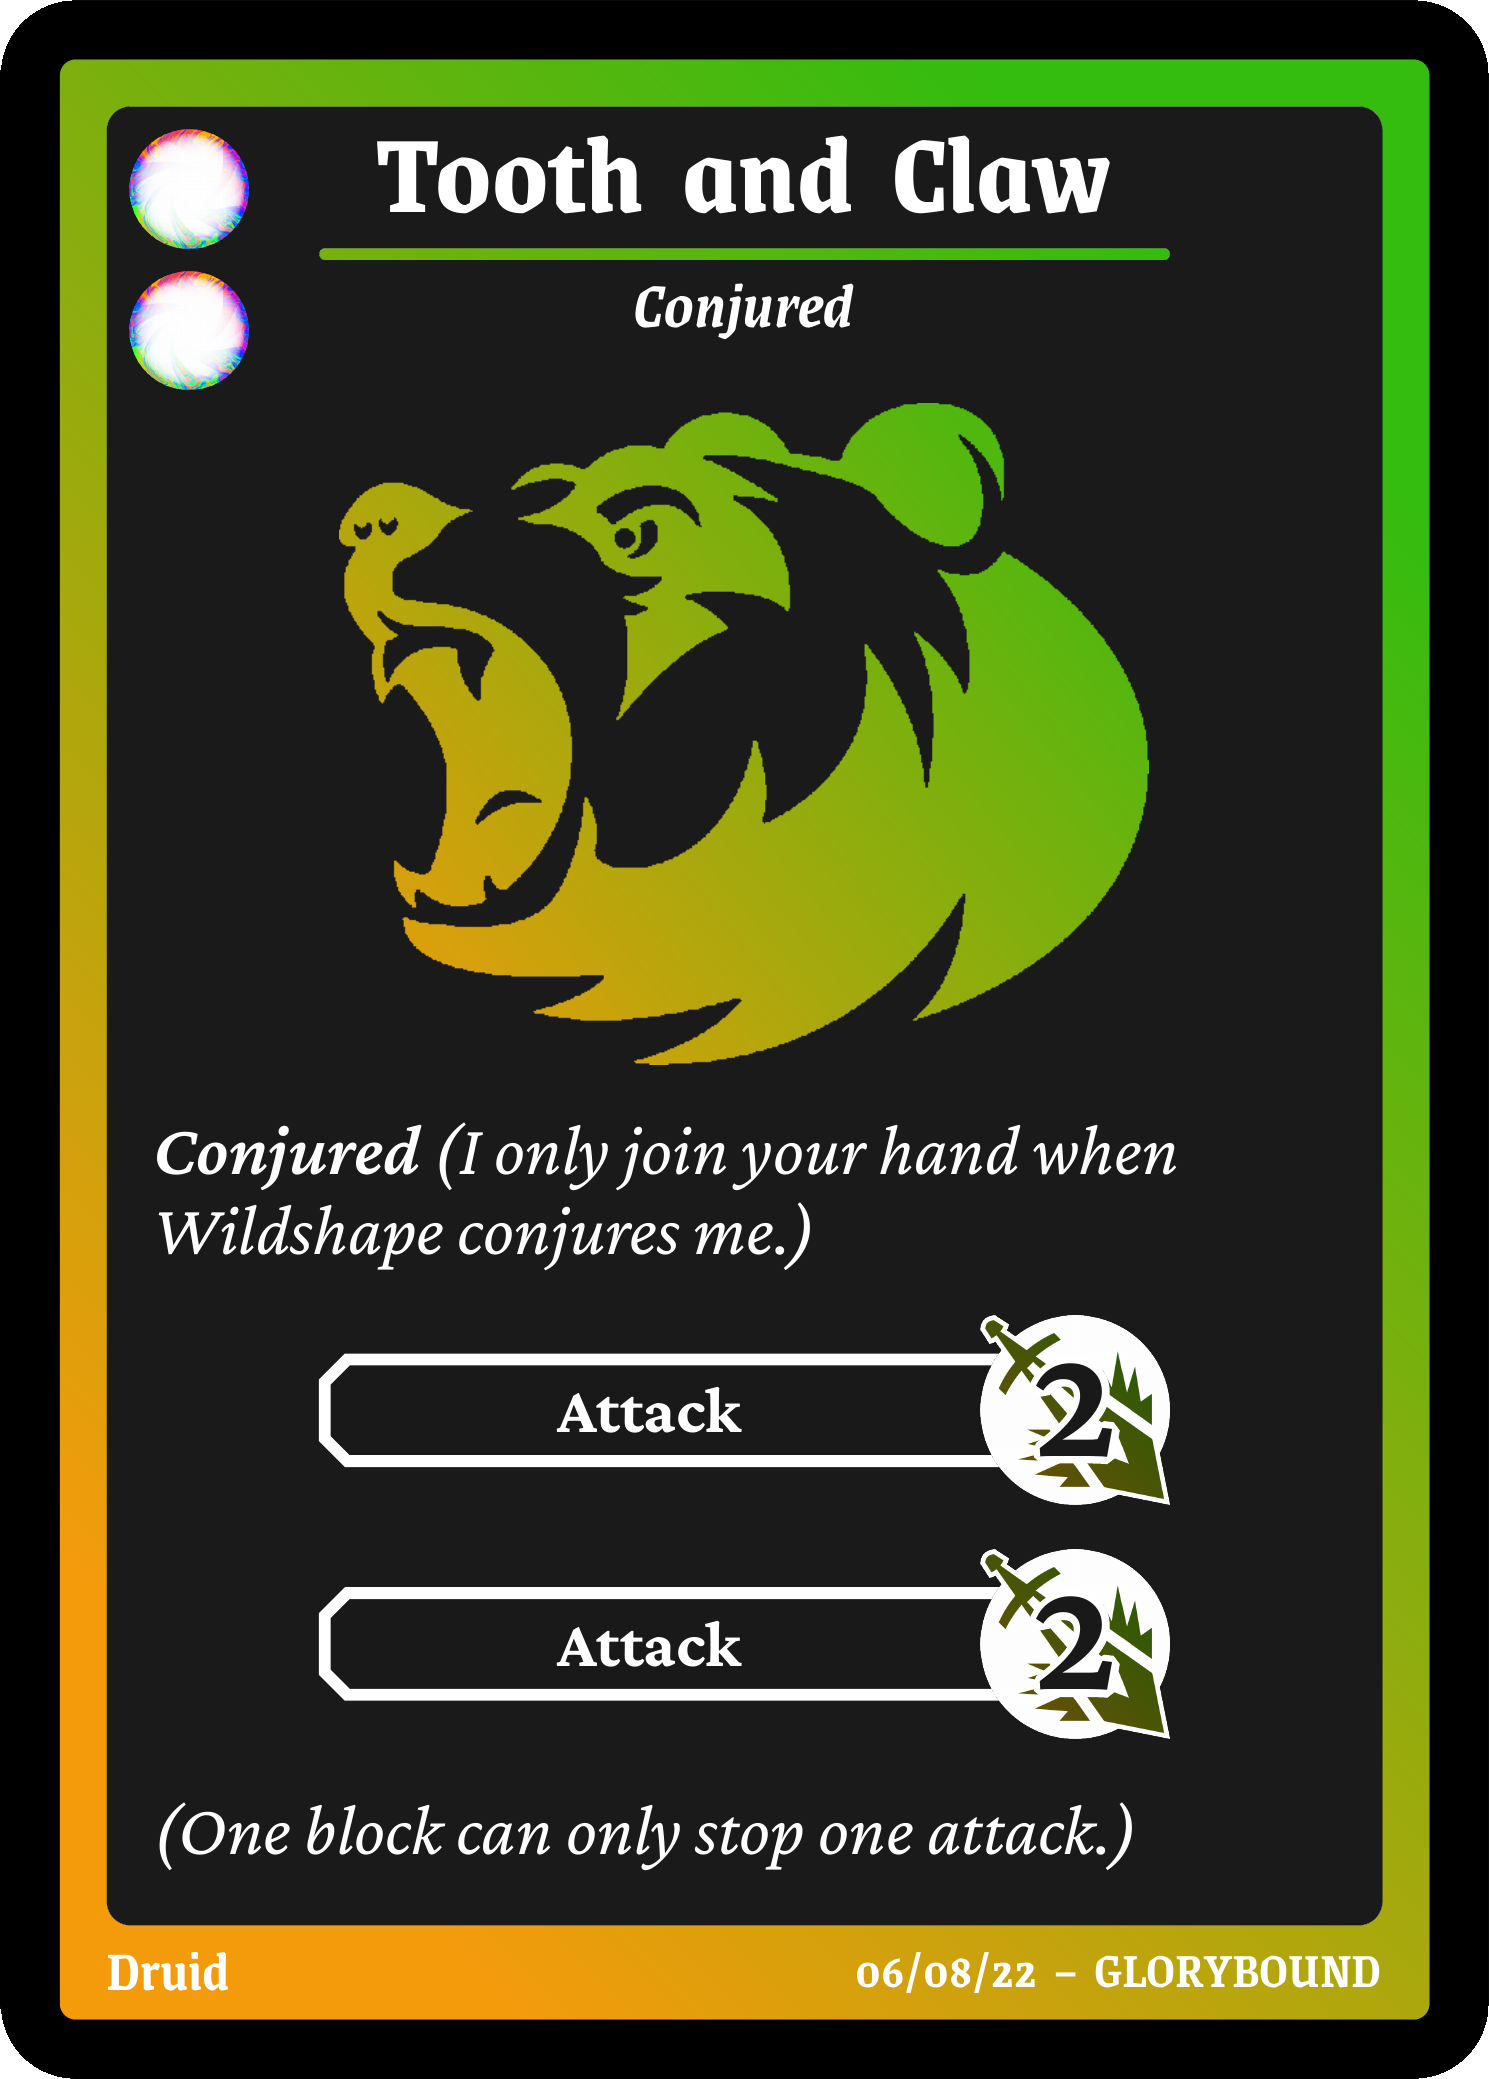 Tooth and Claw
Conjured
Conjured (I only join your hand when
Wildshape conjures me.)
Attack 2
Attack 2
(One block can only stop one attack.)
Druid
06/08/22 – GLORYBOUND